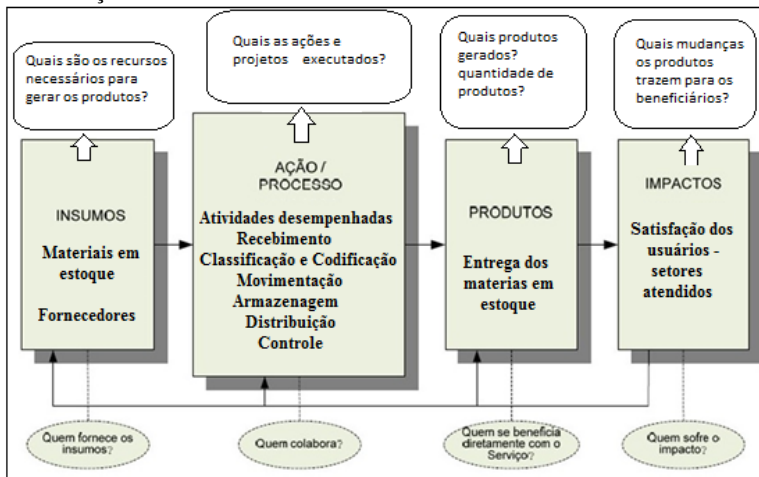 Quais são os recursos
necessários para
gerar os produtos?
Quais as ações e
projetos executados?
Quais produtos
gerados?
quantidade de
produtos?
Quais mudanças
os produtos
trazem para os
beneficiários?
INSUMOS
Materiais em
estoque
Fornecedores
AÇÃO /
PROCESSO
Atividades desempenhadas
Recebimento
Classificação e Codificação
Movimentação
Armazenagem
Distribuição
Controle
PRODUTOS
Entrega dos
materias em
estoque
IMPACTOS
Satisfação dos
usuários -
setores
atendidos
Quem fornece os
insumos?
Quem colabora?
Quem se beneficia
diretamente com o
Serviço?
Quem sofre o
impacto?